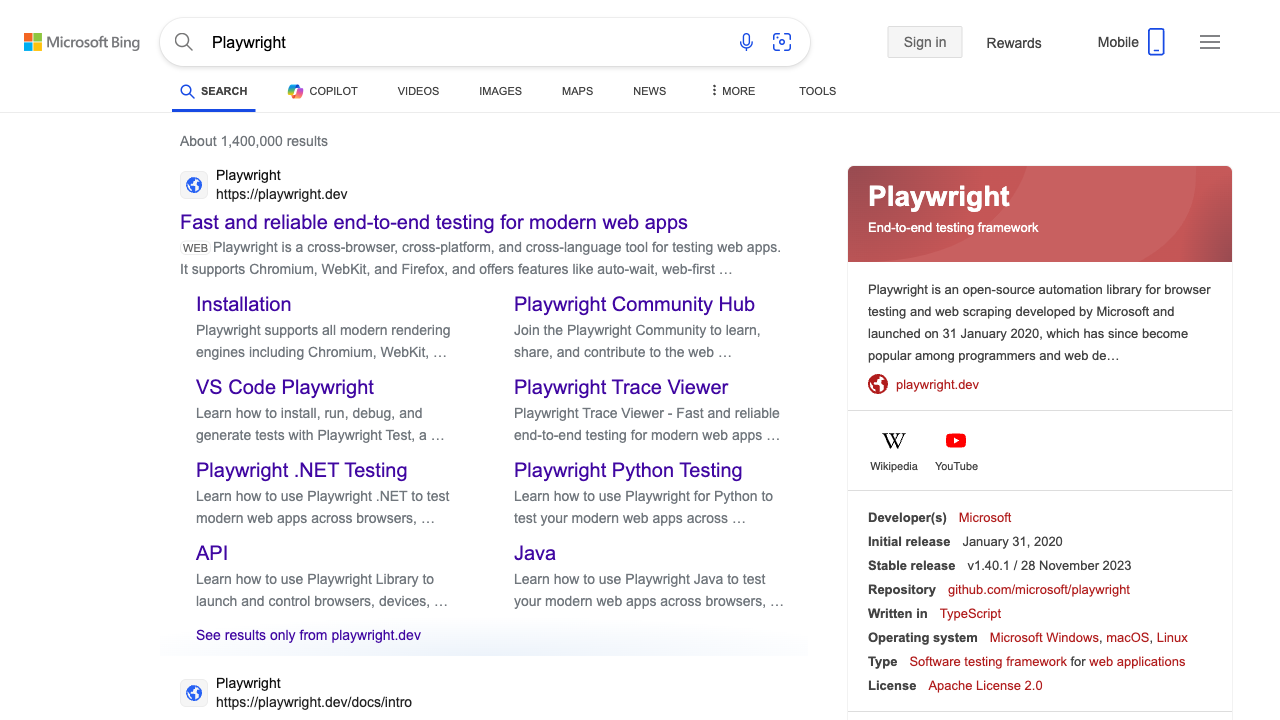 Microsoft Bing
Playwright
Sign in
Rewards
Mobile
SEARCH
COPILOT
VIDEOS
IMAGES
MAPS
NEWS
MORE
TOOLS
About 1,400,000 results
Playwright
https://playwright.dev
Fast and reliable end-to-end testing for modern web apps
WEB Playwright is a cross-browser, cross-platform, and cross-language tool for testing web apps.
It supports Chromium, WebKit, and Firefox, and offers features like auto-wait, web-first …
Installation
Playwright supports all modern rendering
engines including Chromium, WebKit, …
Playwright Community Hub
Join the Playwright Community to learn,
share, and contribute to the web …
VS Code Playwright
Learn how to install, run, debug, and
generate tests with Playwright Test, a …
Playwright Trace Viewer
Playwright Trace Viewer - Fast and reliable
end-to-end testing for modern web apps …
Playwright .NET Testing
Learn how to use Playwright .NET to test
modern web apps across browsers, …
Playwright Python Testing
Learn how to use Playwright for Python to
test your modern web apps across …
API
Learn how to use Playwright Library to
launch and control browsers, devices, …
Java
Learn how to use Playwright Java to test
your modern web apps across browsers, …
See results only from playwright.dev
Playwright
https://playwright.dev/docs/intro
Playwright
End-to-end testing framework
Playwright is an open-source automation library for browser
testing and web scraping developed by Microsoft and
launched on 31 January 2020, which has since become
popular among programmers and web de…
playwright.dev
Wikipedia
YouTube
Developer(s) Microsoft
Initial release January 31, 2020
Stable release v1.40.1 / 28 November 2023
Repository github.com/microsoft/playwright
Written in TypeScript
Operating system Microsoft Windows, macOS, Linux
Type Software testing framework for web applications
License Apache License 2.0